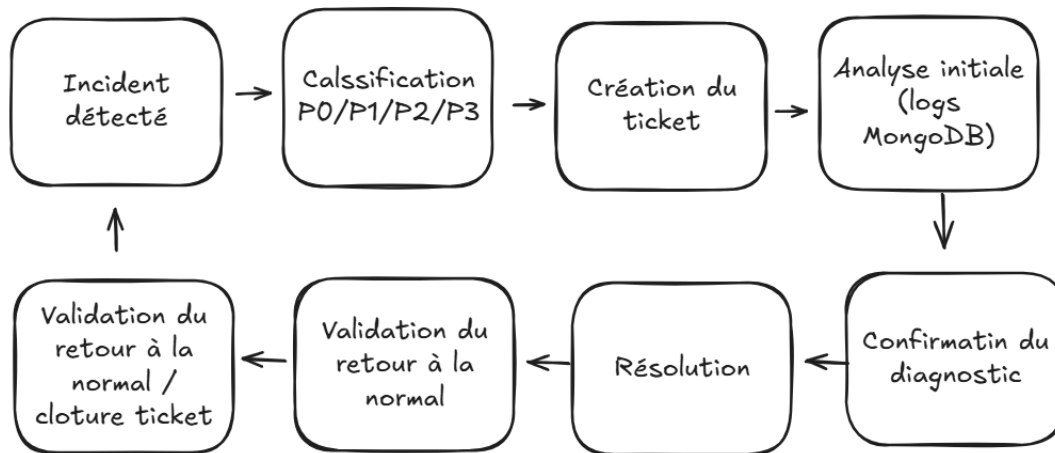 Incident
détecté
Calssification
P0/P1/P2/P3
Création du
ticket
Analyse initiale
(logs
MongoDB)
Validation du
retour à la
normal /
cloture ticket
Validation du
retour à la
normal
Résolution
Confirmatin du
diagnostic